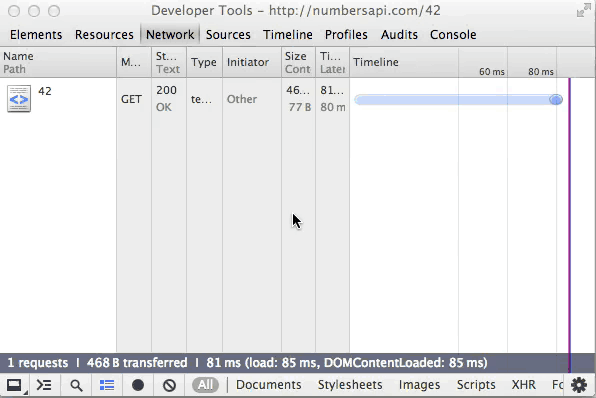 Developer Tools - http://numbersapi.com/42
Elements Resources Network Sources Timeline Profiles Audits Console
Name M... St... Type Initiator Size Ti... Timeline
Path Text Cont Later 60 ms 80 ms
42 GET 200 te... Other 46... 81...
OK 77 B 80 m
1 requests | 468 B transferred | 81 ms (load: 85 ms, DOMContentLoaded: 85 ms)
All Documents Stylesheets Images Scripts XHR Fo